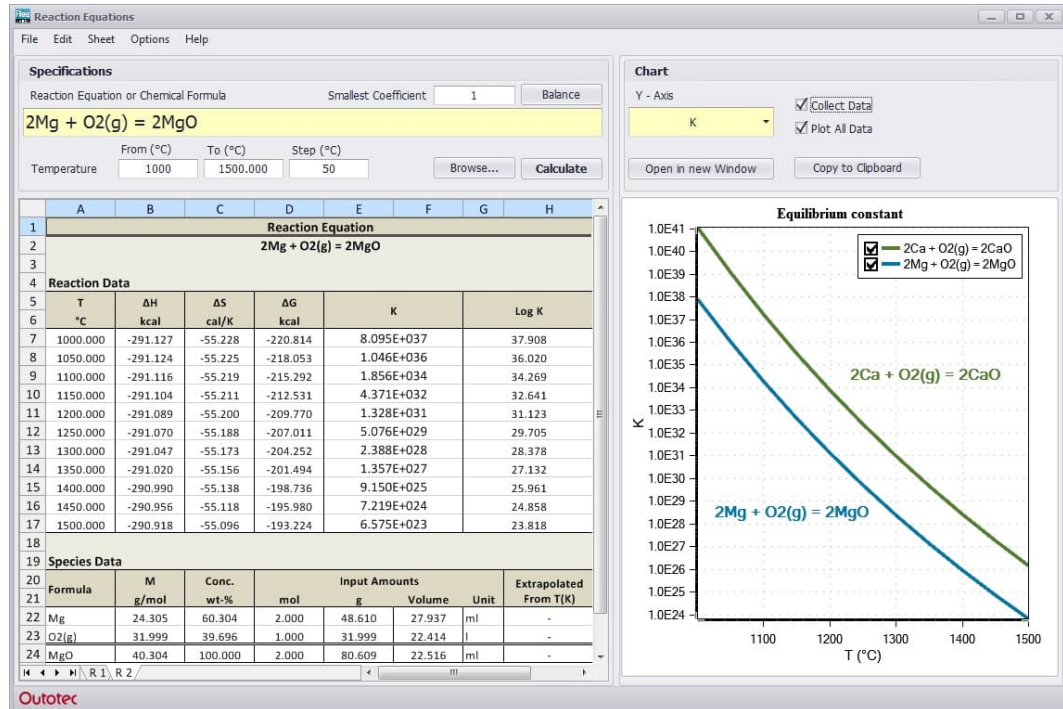 Reaction Equations
File Edit Sheet Options Help
Specifications
Reaction Equation or Chemical Formula Smallest Coefficient 1 Balance
2Mg + O2(g) = 2MgO
From (°C) To (°C) Step (°C)
Temperature 1000 1500.000 50 Browse... Calculate
A B C D E F G H
1 Reaction Equation
2 2Mg + O2(g) = 2MgO
3
4 Reaction Data
5 T ΔH ΔS ΔG K Log K
6 °C kcal cal/K kcal
7 1000.000 -291.127 -55.228 -220.814 8.095E+037 37.908
8 1050.000 -291.124 -55.225 -218.053 1.046E+036 36.020
9 1100.000 -291.116 -55.219 -215.292 1.856E+034 34.269
10 1150.000 -291.104 -55.211 -212.531 4.371E+032 32.641
11 1200.000 -291.089 -55.200 -209.770 1.328E+031 31.123
12 1250.000 -291.070 -55.188 -207.011 5.076E+029 29.705
13 1300.000 -291.047 -55.173 -204.252 2.388E+028 28.378
14 1350.000 -291.020 -55.156 -201.494 1.357E+027 27.132
15 1400.000 -290.990 -55.138 -198.736 9.150E+025 25.961
16 1450.000 -290.956 -55.118 -195.980 7.219E+024 24.858
17 1500.000 -290.918 -55.096 -193.224 6.575E+023 23.818
18
19 Species Data
20 Formula M Conc. Input Amounts Extrapolated
21 g/mol wt-% mol g Volume Unit From T(K)
22 Mg 24.305 60.304 2.000 48.610 27.937 ml -
23 O2(g) 31.999 39.696 1.000 31.999 22.414 l -
24 MgO 40.304 100.000 2.000 80.609 22.516 ml -
R 1 R 2
Outotec
Chart
Y - Axis
K
Collect Data
Plot All Data
Open in new Window Copy to Clipboard
Equilibrium constant
2Ca + O2(g) = 2CaO
2Mg + O2(g) = 2MgO
1.0E41
1.0E40
1.0E39
1.0E38
1.0E37
1.0E36
1.0E35
1.0E34
1.0E33
1.0E32
1.0E31
1.0E30
1.0E29
1.0E28
1.0E27
1.0E26
1.0E25
1.0E24
K
2Ca + O2(g) = 2CaO
2Mg + O2(g) = 2MgO
1100 1200 1300 1400 1500
T (°C)